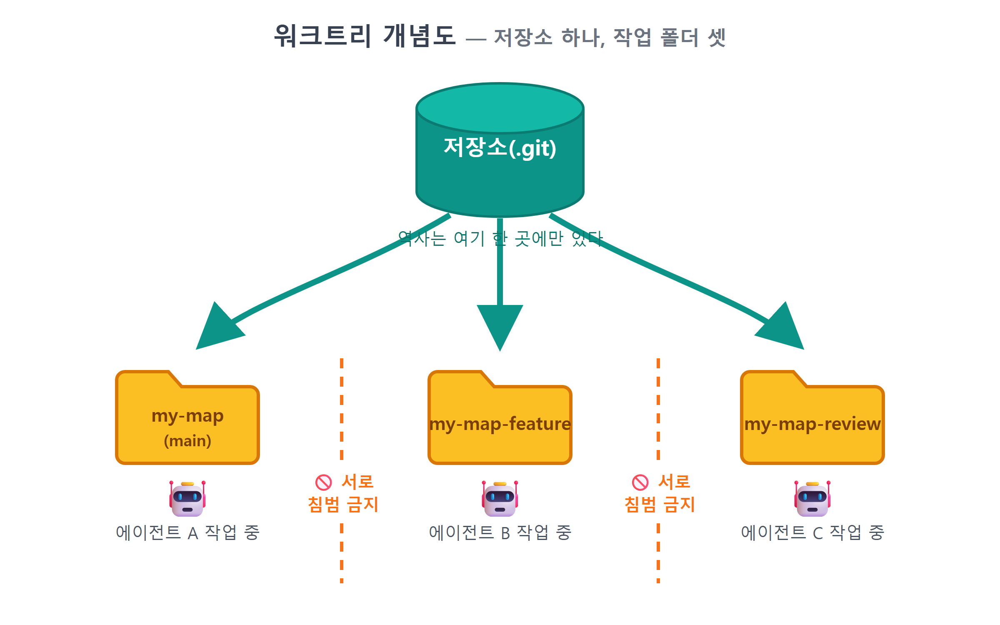 워크트리 개념도 — 저장소 하나, 작업 폴더 셋
저장소(.git)
역사는 여기 한 곳에만 있다
my-map
(main)
my-map-feature
my-map-review
🚫 서로
침범 금지
🚫 서로
침범 금지
에이전트 A 작업 중
에이전트 B 작업 중
에이전트 C 작업 중